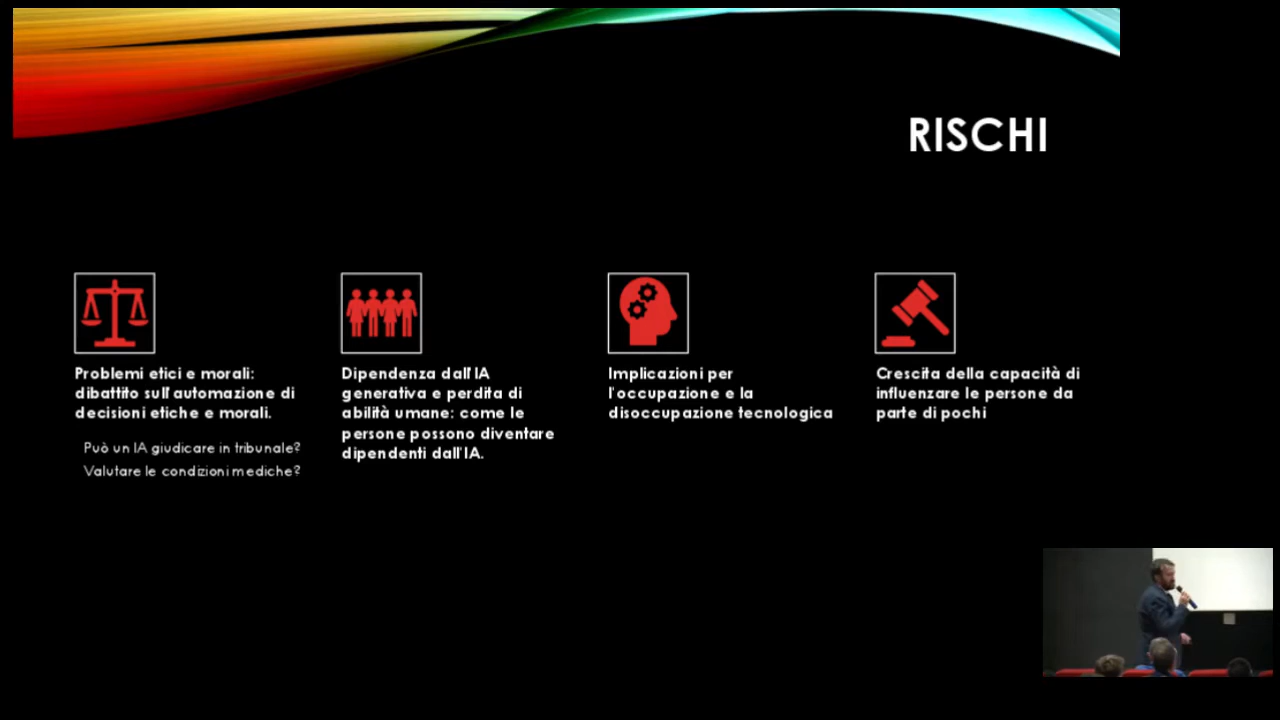 RISCHI
Problemi etici e morali:
dibattito sull'automazione di
decisioni etiche e morali.
Può un IA giudicare in tribunale?
Valutare le condizioni mediche?
Dipendenza dall'IA
generativa e perdita di
abilità umane: come le
persone possono diventare
dipendenti dall'IA.
Implicazioni per
l'occupazione e la
disoccupazione tecnologica
Crescita della capacità di
influenzare le persone da
parte di pochi